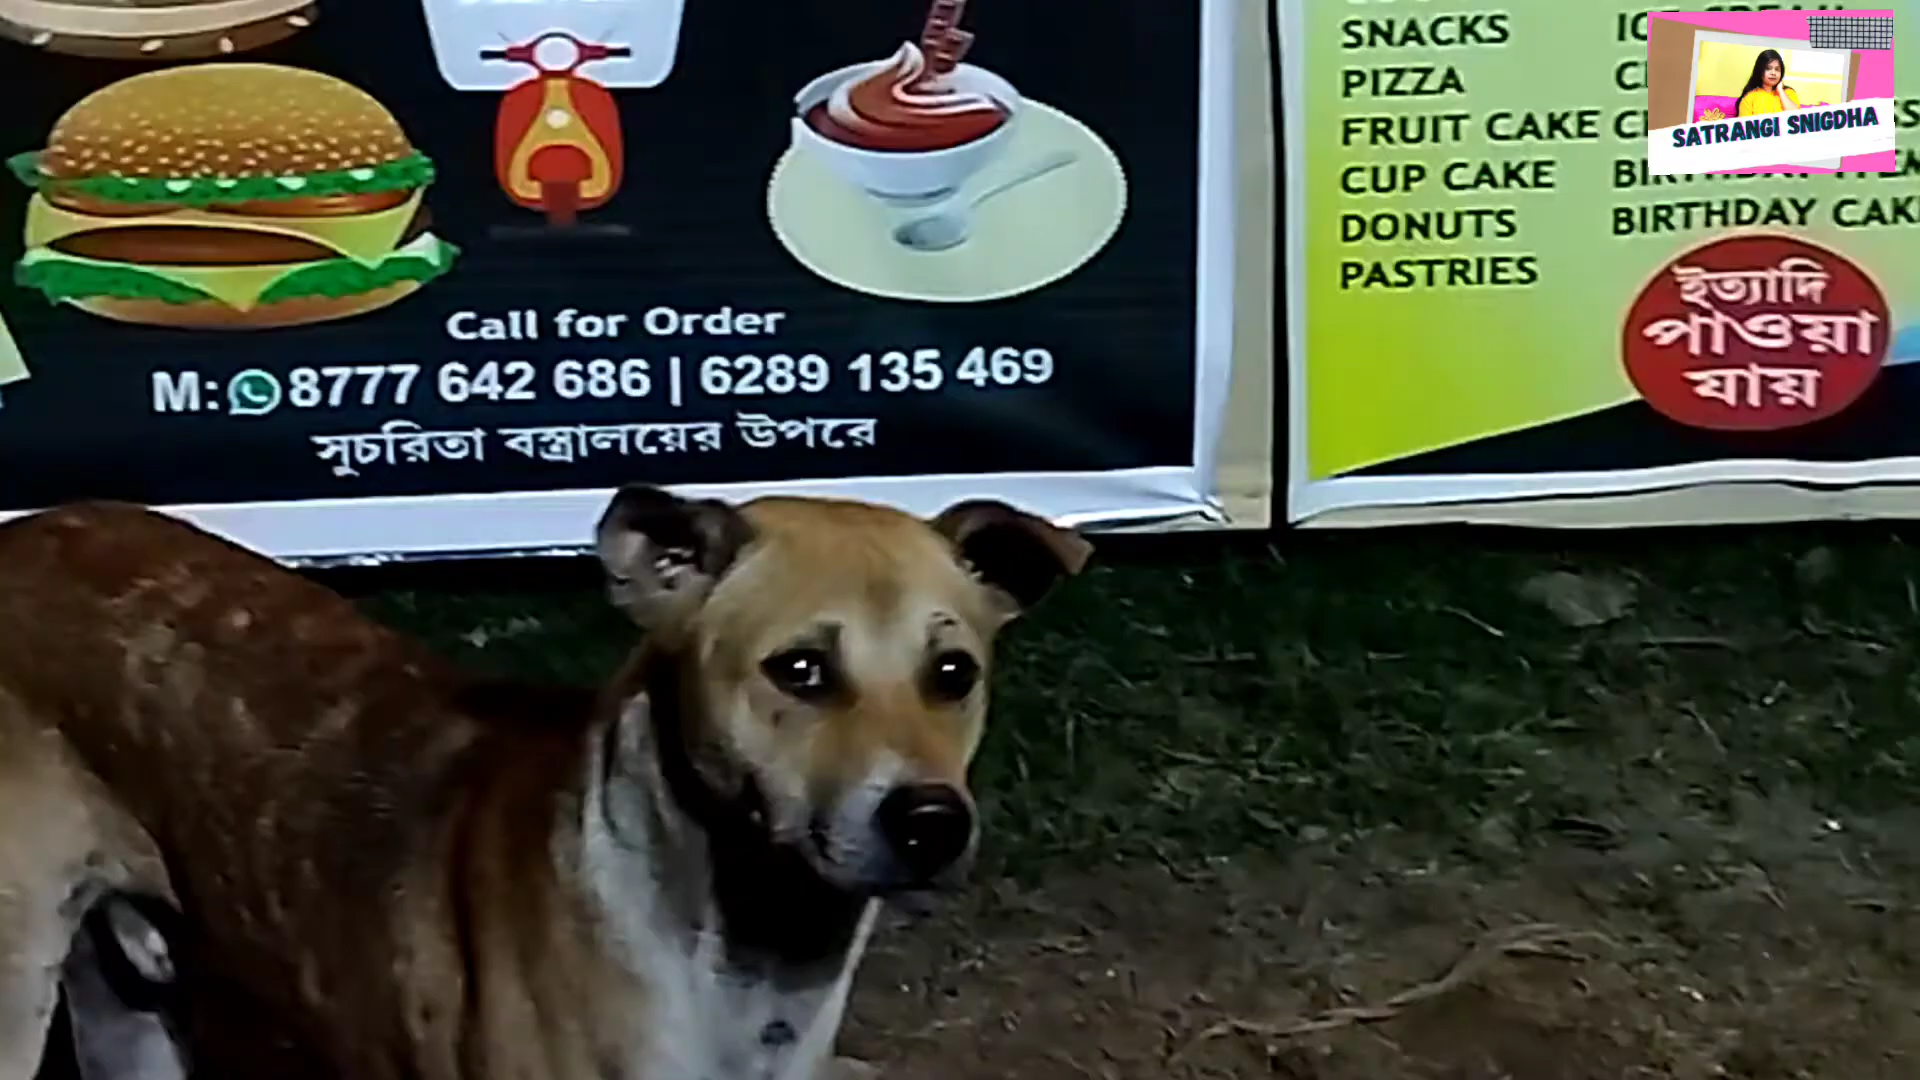 Call for Order
M: 8777 642 686 | 6289 135 469
সুচরিতা বস্ত্রালয়ের উপরে
SNACKS
PIZZA
FRUIT CAKE
CUP CAKE
DONUTS
PASTRIES
BIRTHDAY
BIRTHDAY
ইত্যাদি
পাওয়া
যায়
SATRANGI SNIGDHA